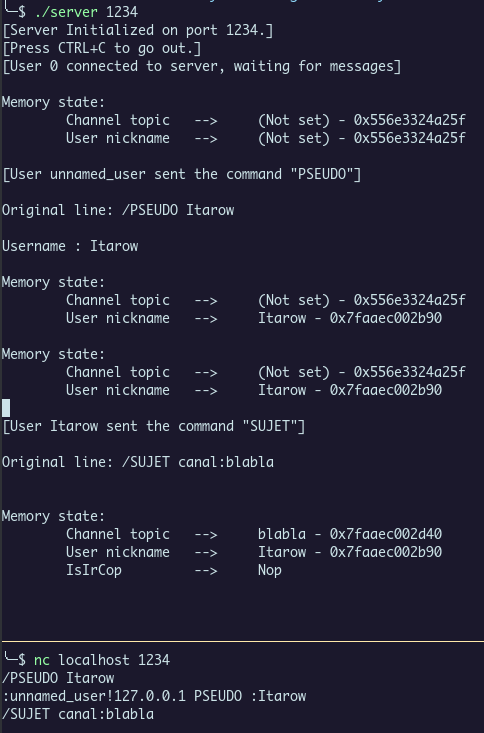 ╰─$ ./server 1234
[Server Initialized on port 1234.]
[Press CTRL+C to go out.]
[User 0 connected to server, waiting for messages]
Memory state:
Channel topic --> (Not set) - 0x556e3324a25f
User nickname --> (Not set) - 0x556e3324a25f
[User unnamed_user sent the command "PSEUDO"]
Original line: /PSEUDO Itarow
Username : Itarow
Memory state:
Channel topic --> (Not set) - 0x556e3324a25f
User nickname --> Itarow - 0x7faaec002b90
Memory state:
Channel topic --> (Not set) - 0x556e3324a25f
User nickname --> Itarow - 0x7faaec002b90
[User Itarow sent the command "SUJET"]
Original line: /SUJET canal:blabla
Memory state:
Channel topic --> blabla - 0x7faaec002d40
User nickname --> Itarow - 0x7faaec002b90
IsIrCop --> Nop
╰─$ nc localhost 1234
/PSEUDO Itarow
:unnamed_user!127.0.0.1 PSEUDO :Itarow
/SUJET canal:blabla